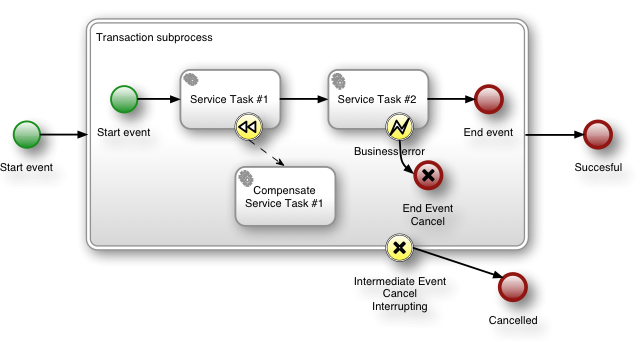 Transaction subprocess
Service Task #1
Service Task #2
Start event
End event
Start event
Succesful
Business error
Compensate
Service Task #1
End Event
Cancel
Intermediate Event
Cancel
Interrupting
Cancelled